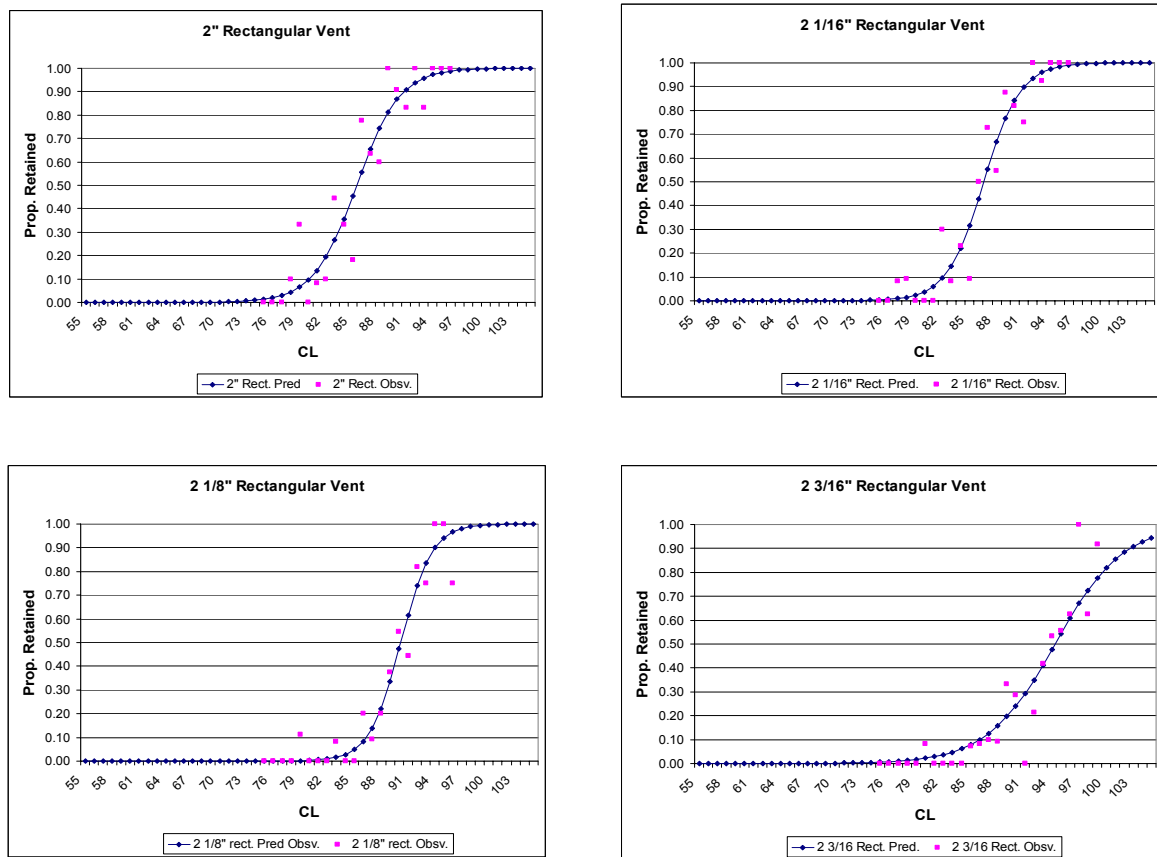 2" Rectangular Vent
1.00
0.90
0.80
0.70
0.60
0.50
0.40
0.30
0.20
0.10
0.00
Prop. Retained
55 58 61 64 67 70 73 76 79 82 85 88 91 94 97 100 103
CL
2" Rect. Pred 2" Rect. Obsv.
2 1/16" Rectangular Vent
1.00
0.90
0.80
0.70
0.60
0.50
0.40
0.30
0.20
0.10
0.00
Prop. Retained
55 58 61 64 67 70 73 76 79 82 85 88 91 94 97 100 103
CL
2 1/16" Rect. Pred. 2 1/16" Rect. Obsv.
2 1/8" Rectangular Vent
1.00
0.90
0.80
0.70
0.60
0.50
0.40
0.30
0.20
0.10
0.00
Prop. Retained
55 58 61 64 67 70 73 76 79 82 85 88 91 94 97 100 103
CL
2 1/8" rect. Pred Obsv. 2 1/8" rect. Obsv.
2 3/16" Rectangular Vent
1.00
0.90
0.80
0.70
0.60
0.50
0.40
0.30
0.20
0.10
0.00
Prop. Retained
55 58 61 64 67 70 73 76 79 82 85 88 91 94 97 100 103
CL
2 3/16 Rect. Pred. 2 3/16 Rect. Obsv.